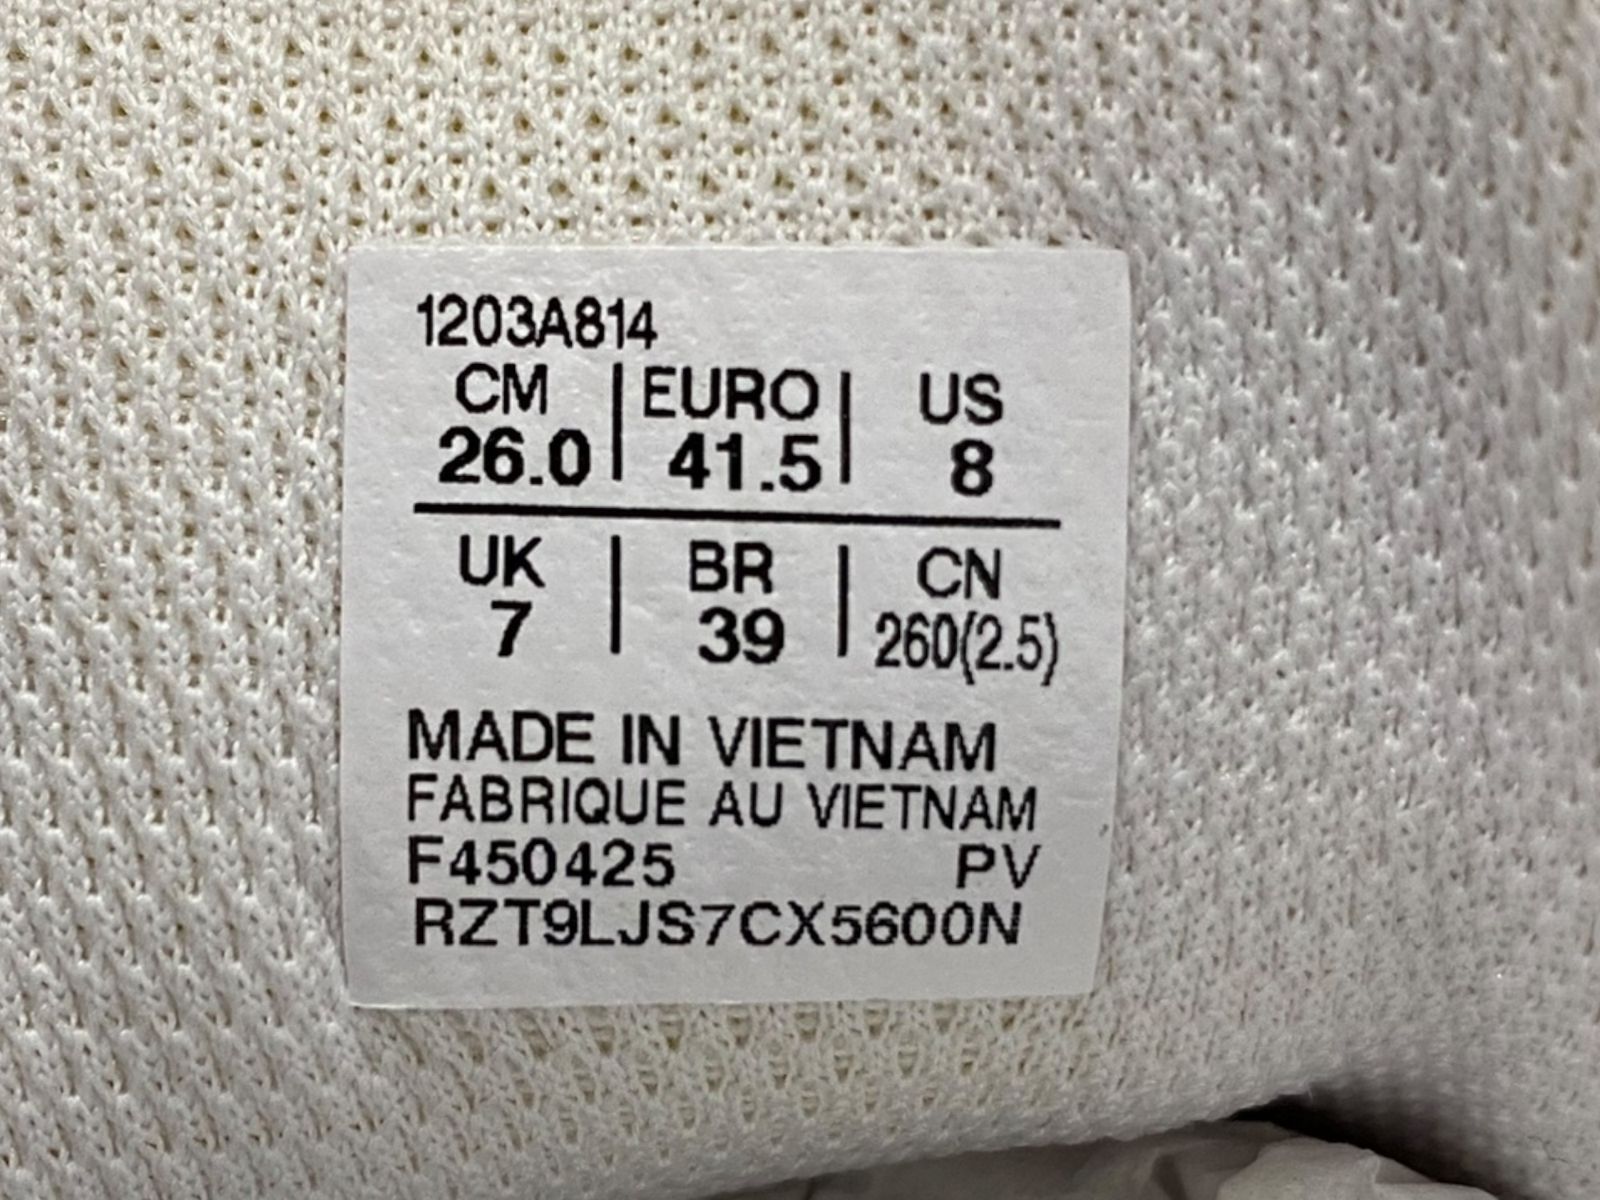 1203A814
CM | EURO | US
26.0 | 41.5 | 8
UK | BR | CN
7 | 39 | 260(2.5)
MADE IN VIETNAM
FABRIQUE AU VIETNAM
F450425 PV
RZT9LJS7CX5600N